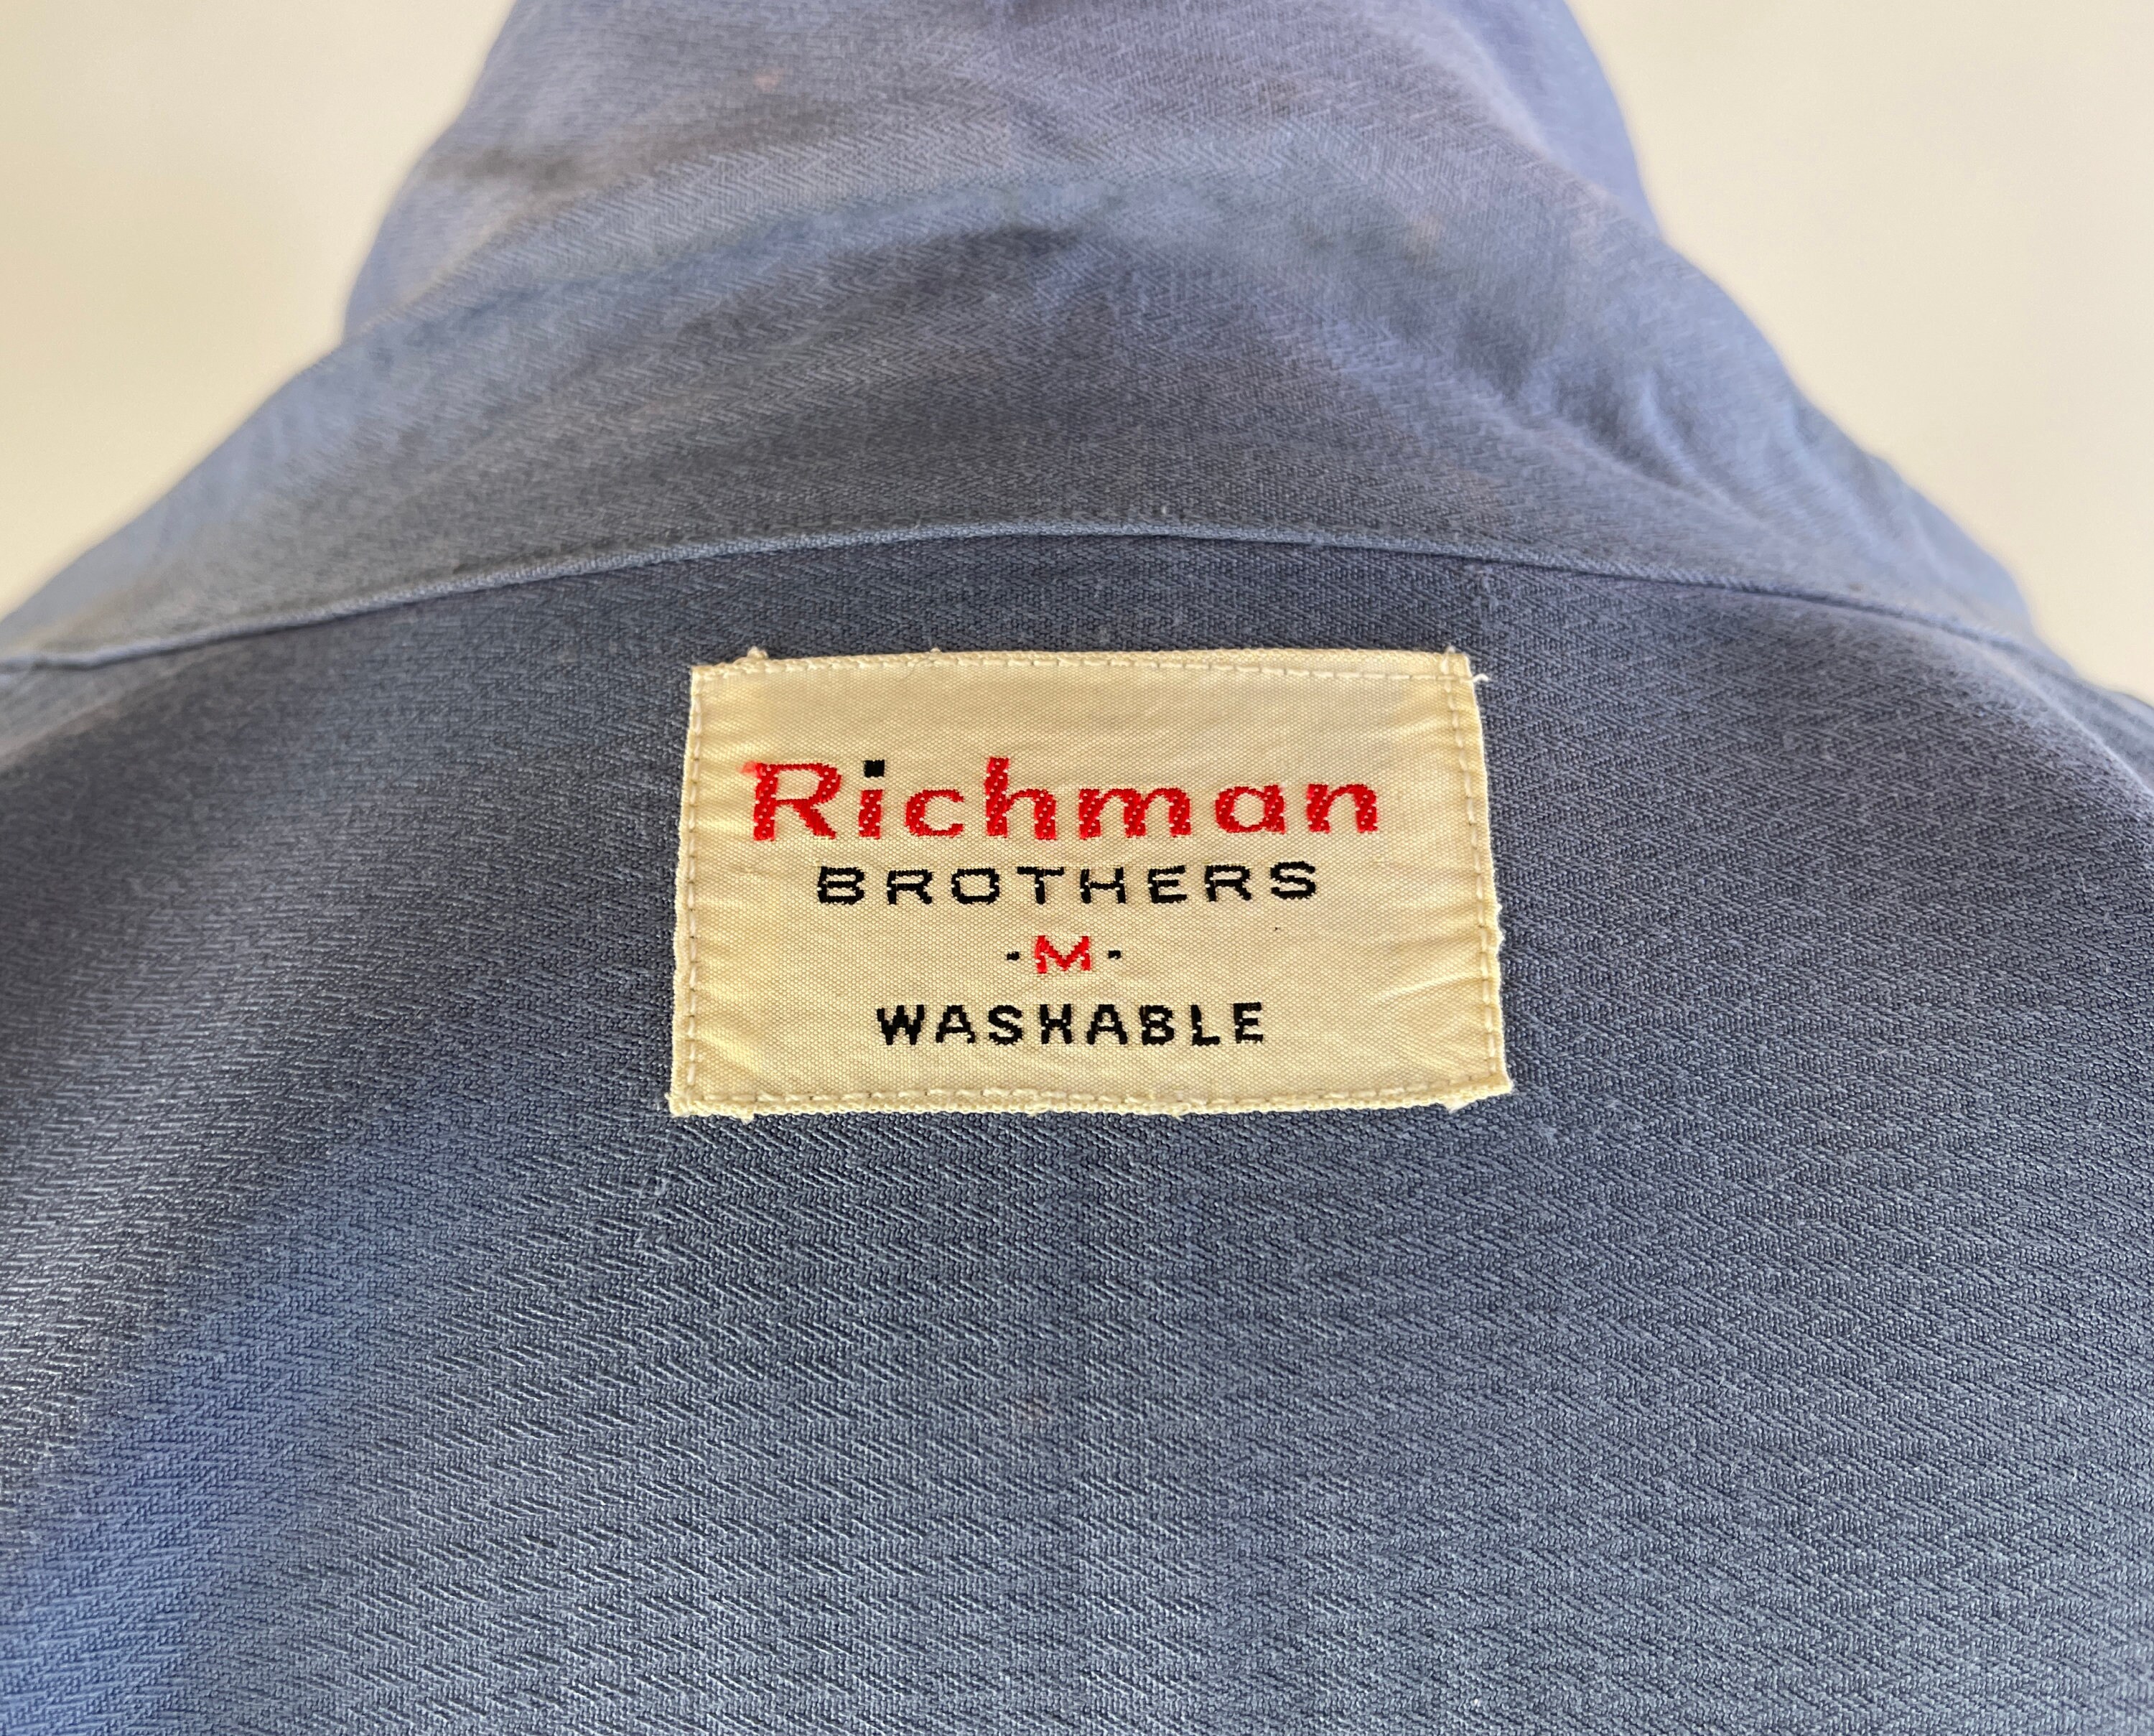 Richman
BROTHERS
-M-
WASHABLE